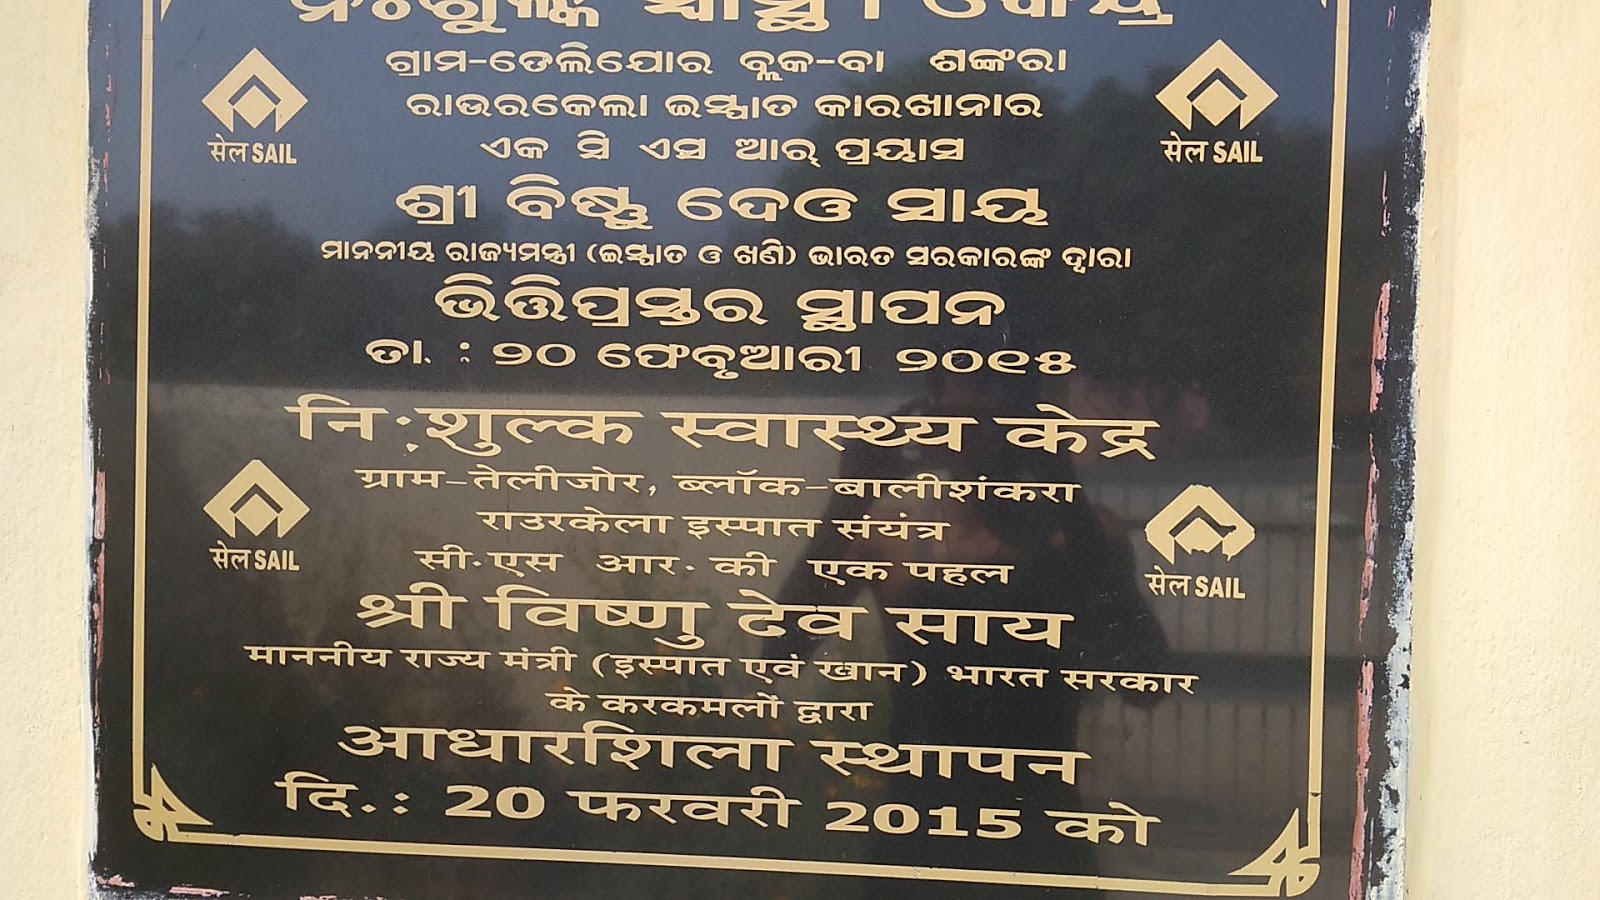 ନିଃଶୁଳ୍କ ସ୍ୱାସ୍ଥ୍ୟ
ଗ୍ରାମ-ତେଲିଯୋର ବ୍ଲକ-ବା ଶଙ୍କରା
ରାଉରକେଲା ଇସ୍ପାତ କାରଖାନାର
सेल SAIL
सेल SAIL
ଏକ ସି ଏସ ଆର୍ ପ୍ରୟାସ
ଶ୍ରୀ ବିଷ୍ଣୁ ଦେଓ ସାୟ
ମାନନୀୟ ରାଜ୍ୟମନ୍ତ୍ରୀ (ଇସ୍ପାତ ଓ ଖଣି) ଭାରତ ସରକାରଙ୍କ ଦ୍ୱାରା
ଭିତ୍ତିପ୍ରସ୍ତର ସ୍ଥାପନ
ତା. : ୨୦ ଫେବୃଆରୀ ୨୦୧୫
नि:शुल्क स्वास्थ्य केद्र
ग्राम-तेलीजोर, ब्लॉक-बालीशंकरा
राउरकेला इस्पात संयंत्र
सेल SAIL
सेल SAIL
सी.एस आर. की एक पहल
श्री विष्णु देव साय
माननीय राज्य मंत्री (इस्पात एवं खान) भारत सरकार
के करकमलों द्वारा
आधारशिला स्थापन
दि.: 20 फरवरी 2015 को